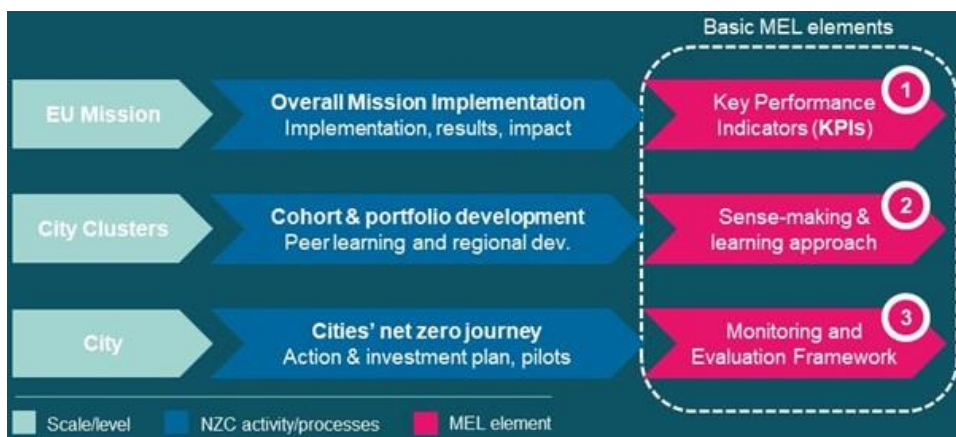 Basic MEL elements
EU Mission
Overall Mission Implementation
Implementation, results, impact
Key Performance
Indicators (KPIs)
1
City Clusters
Cohort & portfolio development
Peer learning and regional dev.
Sense-making &
learning approach
2
City
Cities' net zero journey
Action & investment plan, pilots
Monitoring and
Evaluation Framework
3
Scale/level
NZC activity/processes
MEL element